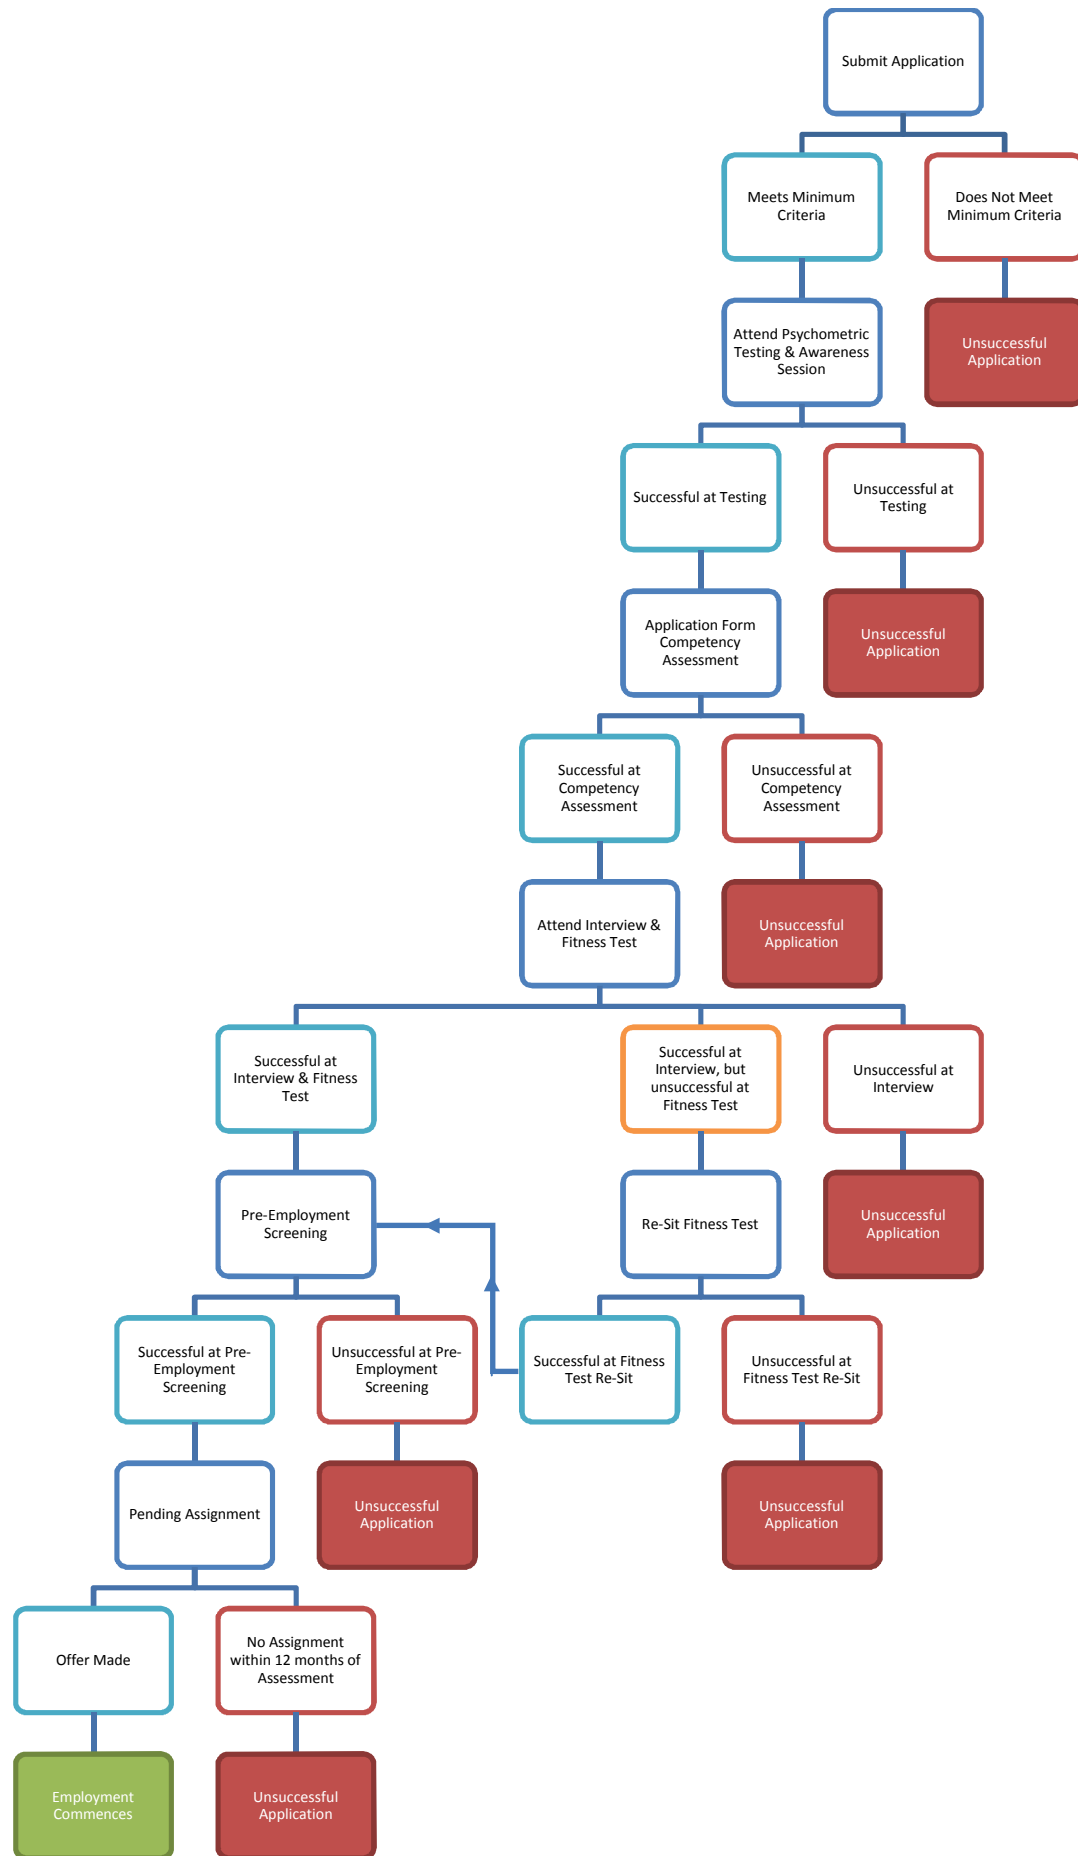 Submit Application
Meets Minimum
Criteria
Does Not Meet
Minimum Criteria
Attend Psychometric
Testing & Awareness
Session
Unsuccessful
Application
Successful at Testing
Unsuccessful at
Testing
Application Form
Competency
Assessment
Unsuccessful
Application
Successful at
Competency
Assessment
Unsuccessful at
Competency
Assessment
Attend Interview &
Fitness Test
Unsuccessful
Application
Successful at
Interview & Fitness
Test
Successful at
Interview, but
unsuccessful at
Fitness Test
Unsuccessful at
Interview
Pre-Employment
Screening
Re-Sit Fitness Test
Unsuccessful
Application
Successful at Pre-
Employment
Screening
Unsuccessful at Pre-
Employment
Screening
Successful at Fitness
Test Re-Sit
Unsuccessful at
Fitness Test Re-Sit
Pending Assignment
Unsuccessful
Application
Unsuccessful
Application
Offer Made
No Assignment
within 12 months of
Assessment
Employment
Commences
Unsuccessful
Application